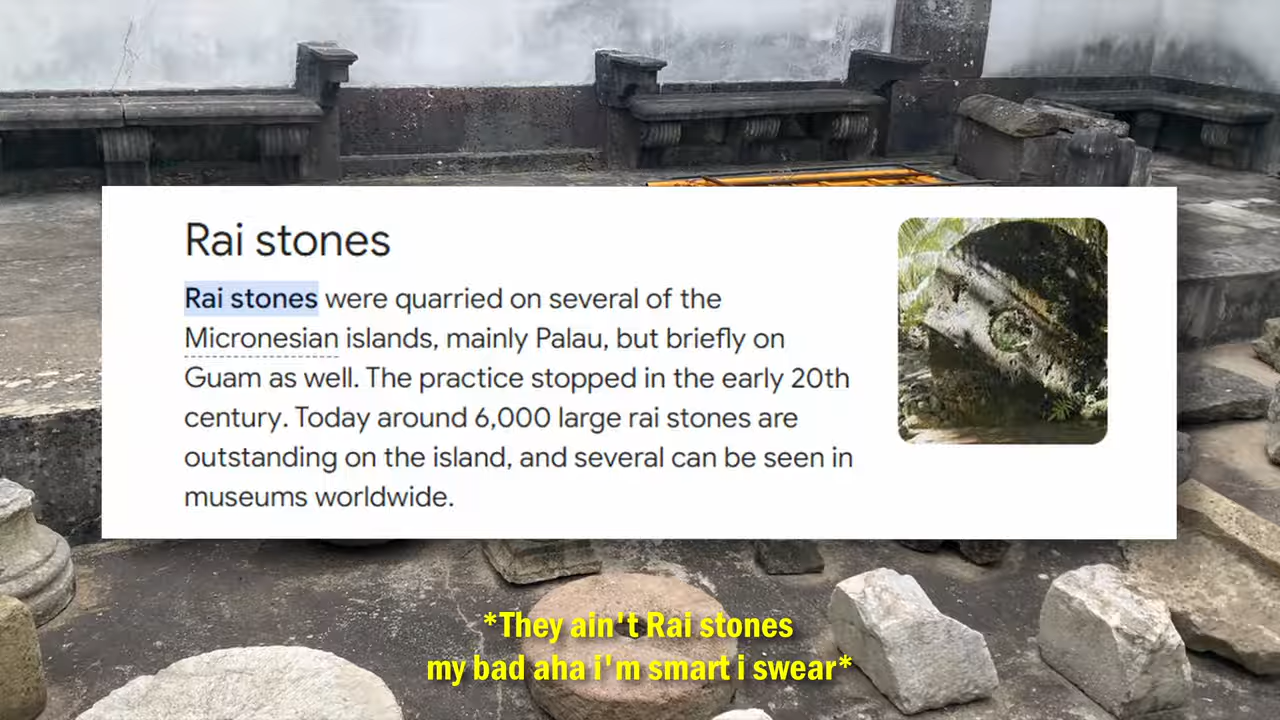 Rai stones
Rai stones were quarried on several of the
Micronesian islands, mainly Palau, but briefly on
Guam as well. The practice stopped in the early 20th
century. Today around 6,000 large rai stones are
outstanding on the island, and several can be seen in
museums worldwide.
*They ain't Rai stones
my bad aha i'm smart i swear*